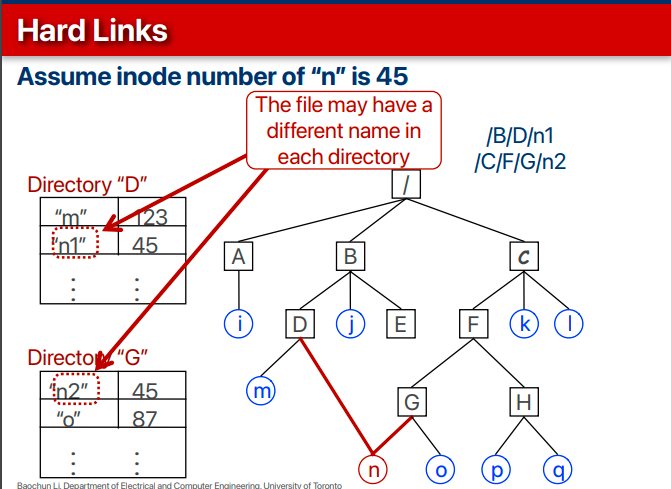 Hard Links
Assume inode number of “n” is 45
The file may have a
different name in
each directory
/B/D/n1
/C/F/G/n2
Directory “D”
“m” 123
“n1” 45
⋮ ⋮
Directory “G”
“n2” 45
“o” 87
⋮ ⋮
/
A B C
i D j E F k l
m G H
n o p q
Baochun Li, Department of Electrical and Computer Engineering, University of Toronto